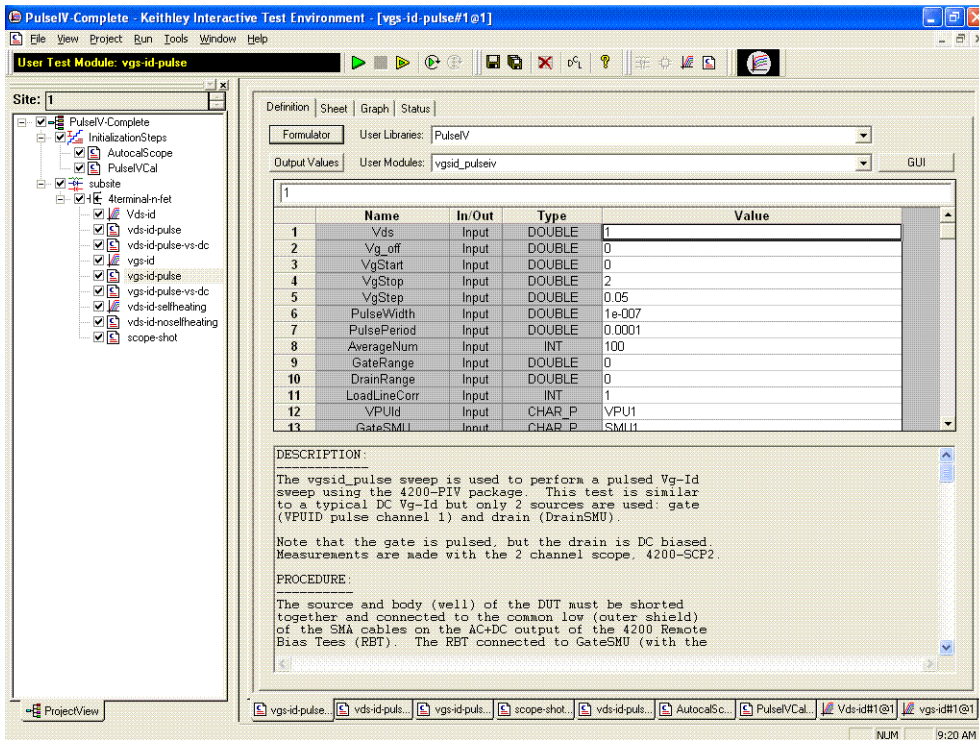 PulseIV-Complete - Keithley Interactive Test Environment - [vgs-id-pulse#1@1]
File View Project Run Tools Window Help
User Test Module: vgs-id-pulse
Site: 1
PulseIV-Complete
InitializationSteps
AutocalScope
PulseIVCal
subsite
4terminal-n-fet
Vds-id
vds-id-pulse
vds-id-pulse-vs-dc
vgs-id
vgs-id-pulse
vgs-id-pulse-vs-dc
vds-id-selfheating
vds-id-noselfheating
scope-shot
ProjectView
Definition Sheet Graph Status
Formulator User Libraries: PulseIV
Output Values User Modules: vgsid_pulseiv GUI
1
Name In/Out Type Value
1 Vds Input DOUBLE 1
2 Vg_off Input DOUBLE 0
3 VgStart Input DOUBLE 0
4 VgStop Input DOUBLE 2
5 VgStep Input DOUBLE 0.05
6 PulseWidth Input DOUBLE 1e-007
7 PulsePeriod Input DOUBLE 0.0001
8 AverageNum Input INT 100
9 GateRange Input DOUBLE 0
10 DrainRange Input DOUBLE 0
11 LoadLineCorr Input INT 1
12 VPUId Input CHAR_P VPU1
13 GateSMU Input CHAR_P SMU1
DESCRIPTION:
------------
The vgsid_pulse sweep is used to perform a pulsed Vg-Id
sweep using the 4200-PIV package. This test is similar
to a typical DC Vg-Id but only 2 sources are used: gate
(VPUID pulse channel 1) and drain (DrainSMU).
Note that the gate is pulsed, but the drain is DC biased.
Measurements are made with the 2 channel scope, 4200-SCP2.
PROCEDURE:
----------
The source and body (well) of the DUT must be shorted
together and connected to the common low (outer shield)
of the SMA cables on the AC+DC output of the 4200 Remote
Bias Tees (RBT). The RBT connected to GateSMU (with the
vgs-id-pulse... vds-id-puls... vgs-id-puls... scope-shot... vds-id-puls... AutocalSc... PulseIVCal... Vds-id#1@1 vgs-id#1@1
NUM 9:20 AM